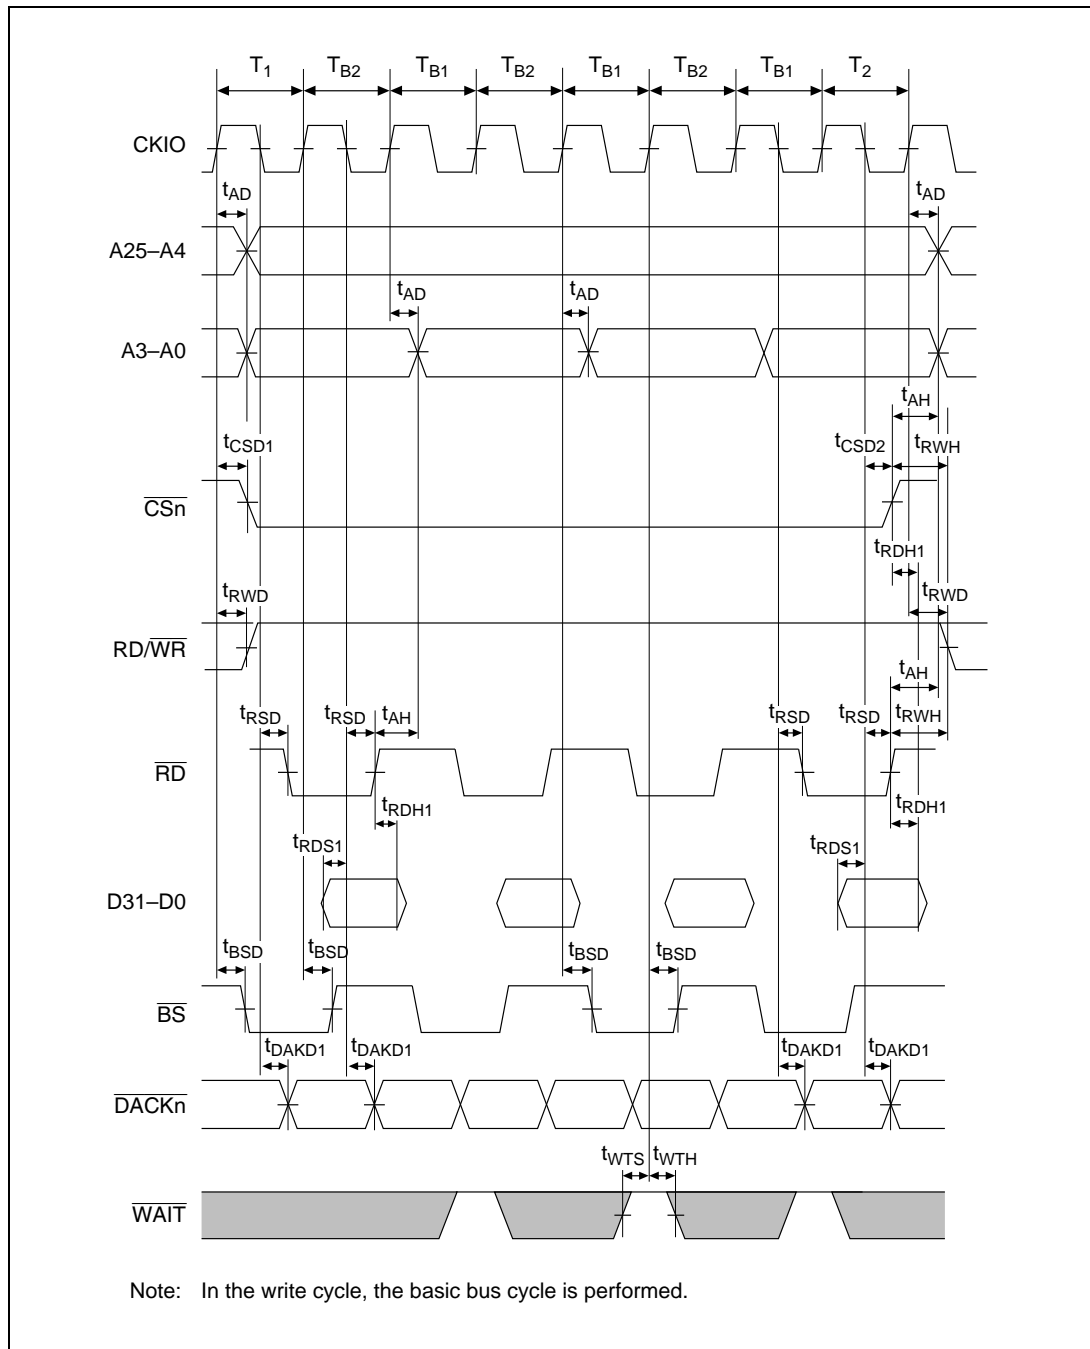 T1 TB2 TB1 TB2 TB1 TB2 TB1 T2
CKIO
tAD tAD
A25–A4
tAD tAD
A3–A0
tAH
tCSD1 tCSD2 tRWH
CSn
tRDH1
tRWD tRWD
RD/WR
tAH
tRSD tRSD tAH tRSD tRSD tRWH
RD
tRDH1 tRDH1
tRDS1 tRDS1
D31–D0
tBSD tBSD tBSD tBSD
BS
tDAKD1 tDAKD1 tDAKD1 tDAKD1
DACKn
tWTS tWTH
WAIT
Note: In the write cycle, the basic bus cycle is performed.